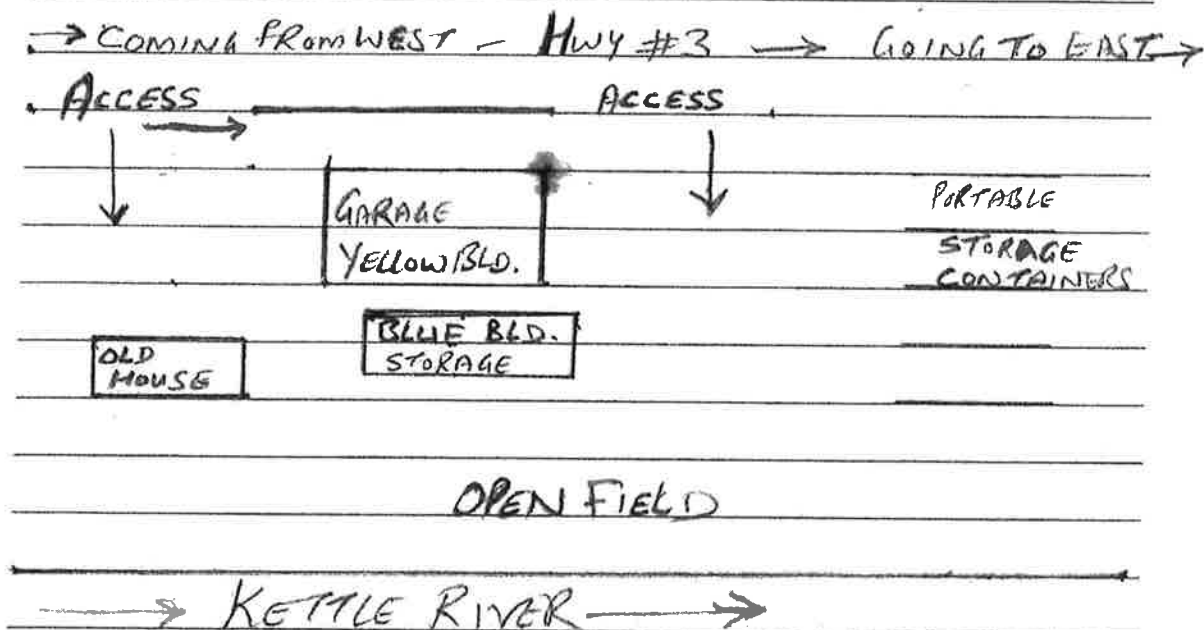 COMING FROM WEST - HWY #3 → GOING TO EAST
ACCESS ACCESS
GARAGE
YELLOW BLD.
PORTABLE
STORAGE
CONTAINERS
BLUE BLD.
STORAGE
OLD
HOUSE
OPEN FIELD
KETTLE RIVER